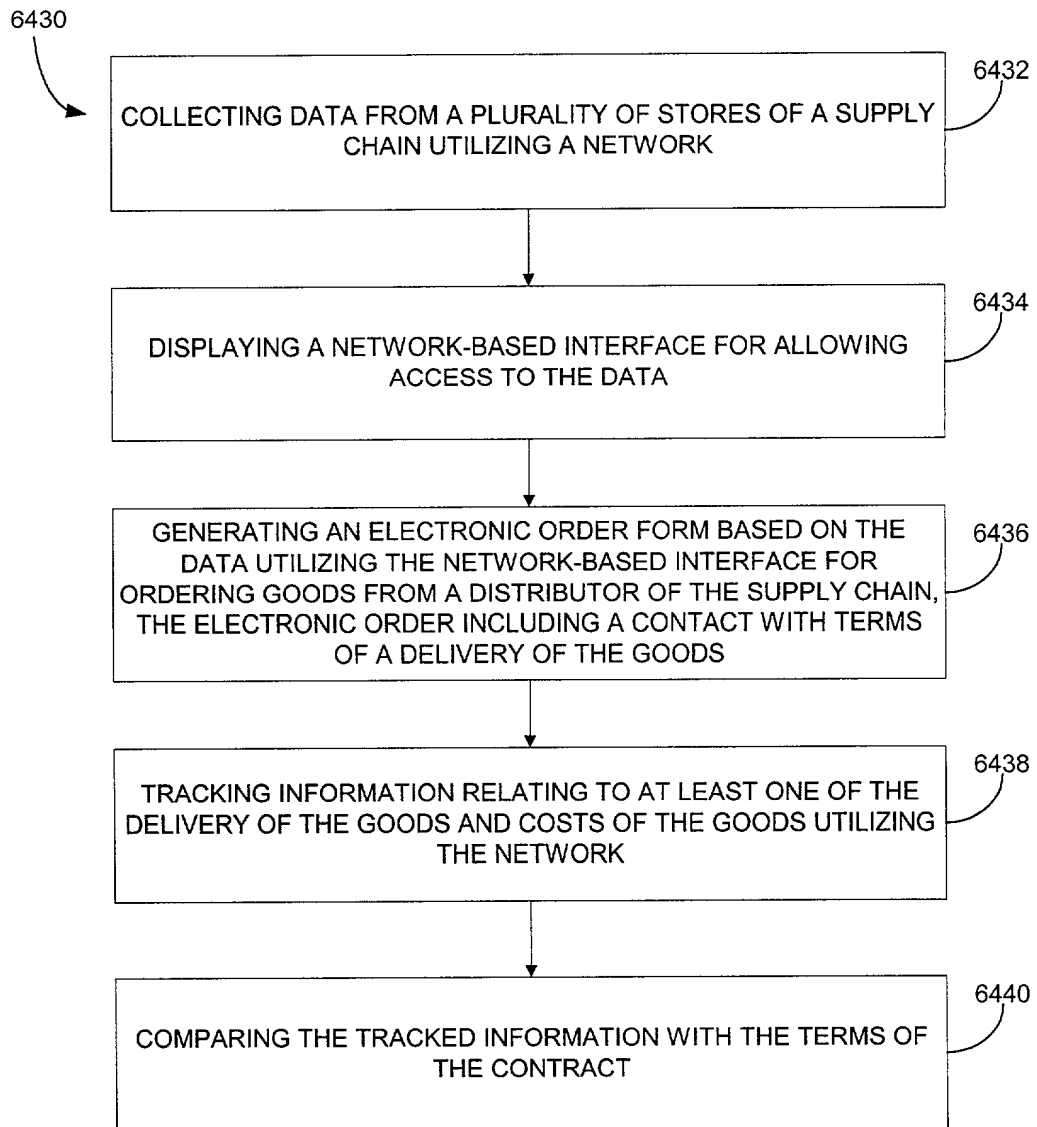 6430
6432
COLLECTING DATA FROM A PLURALITY OF STORES OF A SUPPLY
CHAIN UTILIZING A NETWORK
6434
DISPLAYING A NETWORK-BASED INTERFACE FOR ALLOWING
ACCESS TO THE DATA
6436
GENERATING AN ELECTRONIC ORDER FORM BASED ON THE
DATA UTILIZING THE NETWORK-BASED INTERFACE FOR
ORDERING GOODS FROM A DISTRIBUTOR OF THE SUPPLY CHAIN,
THE ELECTRONIC ORDER INCLUDING A CONTACT WITH TERMS
OF A DELIVERY OF THE GOODS
6438
TRACKING INFORMATION RELATING TO AT LEAST ONE OF THE
DELIVERY OF THE GOODS AND COSTS OF THE GOODS UTILIZING
THE NETWORK
6440
COMPARING THE TRACKED INFORMATION WITH THE TERMS OF
THE CONTRACT